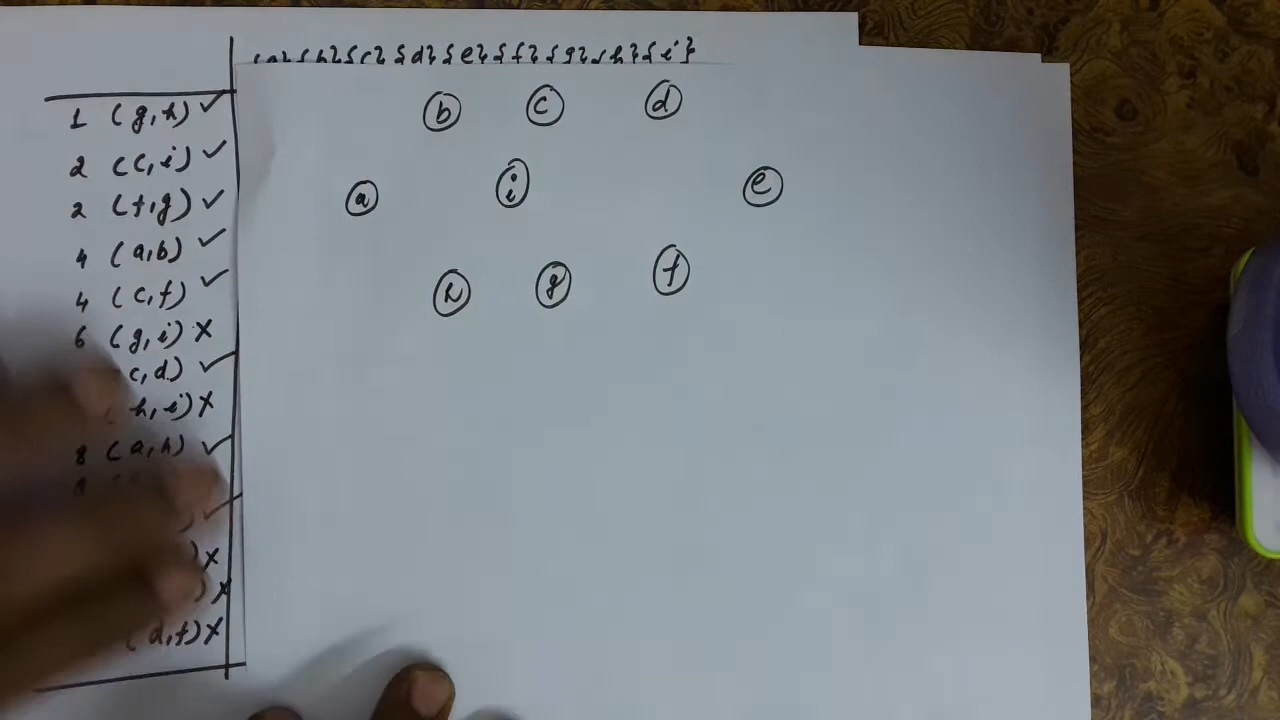 {c} {d} {e} {f} {g} {h} {i}
1 (g,h) ✓
2 (c,i) ✓
2 (f,g) ✓
4 (a,b) ✓
4 (c,f) ✓
6 (g,i) ×
c,d) ✓
h,i) ×
8 (a,h) ✓
) ×
) ×
(d,f) ×
b c d
a i e
h g f